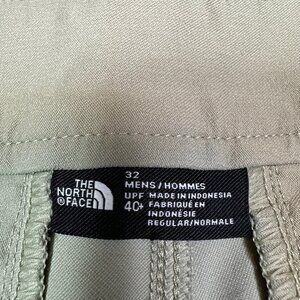 THE
NORTH
®FACE
32
MENS/HOMMES
UPF
40+
MADE IN INDONESIA
FABRIQUÉ EN
INDONÉSIE
REGULAR/NORMALE